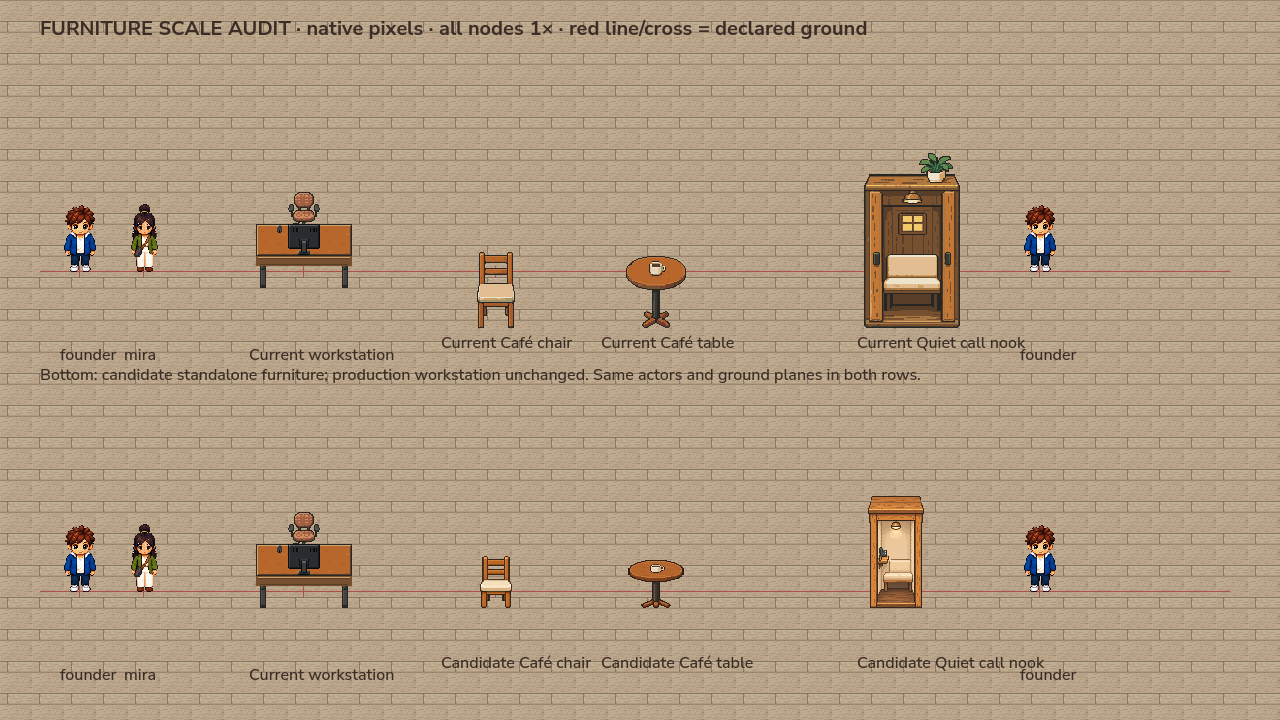 FURNITURE SCALE AUDIT · native pixels · all nodes 1× · red line/cross = declared ground
Current Café chair
Current Café table
Current Quiet call nook
founder
mira
Current workstation
founder
Bottom: candidate standalone furniture; production workstation unchanged. Same actors and ground planes in both rows.
Candidate Café chair
Candidate Café table
Candidate Quiet call nook
founder
mira
Current workstation
founder